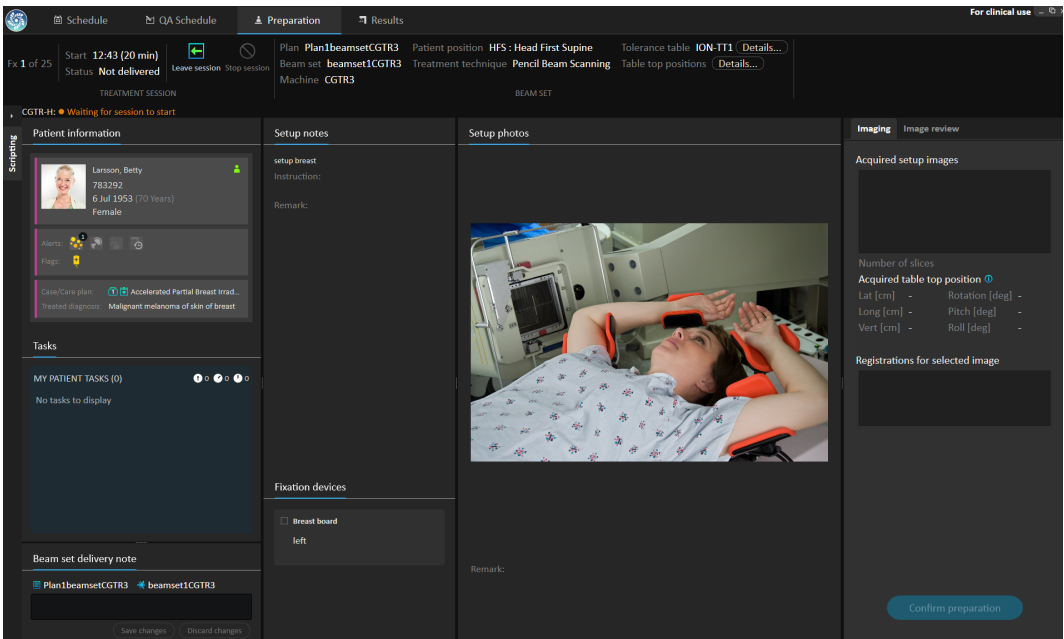 Schedule
QA Schedule
Preparation
Results
For clinical use
Fx 1 of 25
Start 12:43 (20 min)
Status Not delivered
Leave session
Stop session
TREATMENT SESSION
Plan Plan1beamsetCGTR3
Beam set beamset1CGTR3
Machine CGTR3
Patient position HFS : Head First Supine
Treatment technique Pencil Beam Scanning
Tolerance table ION-TT1 Details...
Table top positions Details...
BEAM SET
CGTR-H: Waiting for session to start
Scripting
Patient information
Larsson, Betty
783292
6 Jul 1953 (70 Years)
Female
Alerts:
1
Flags:
Case/Care plan: 1 Accelerated Partial Breast Irrad...
Treated diagnosis: Malignant melanoma of skin of breast
Tasks
MY PATIENT TASKS (0)
0 0 0
No tasks to display
Beam set delivery note
Plan1beamsetCGTR3 beamset1CGTR3
Save changes
Discard changes
Setup notes
setup breast
Instruction:
Remark:
Fixation devices
Breast board
left
Setup photos
Remark:
Imaging
Image review
Acquired setup images
Number of slices
Acquired table top position
Lat [cm] - Rotation [deg] -
Long [cm] - Pitch [deg] -
Vert [cm] - Roll [deg] -
Registrations for selected image
Confirm preparation